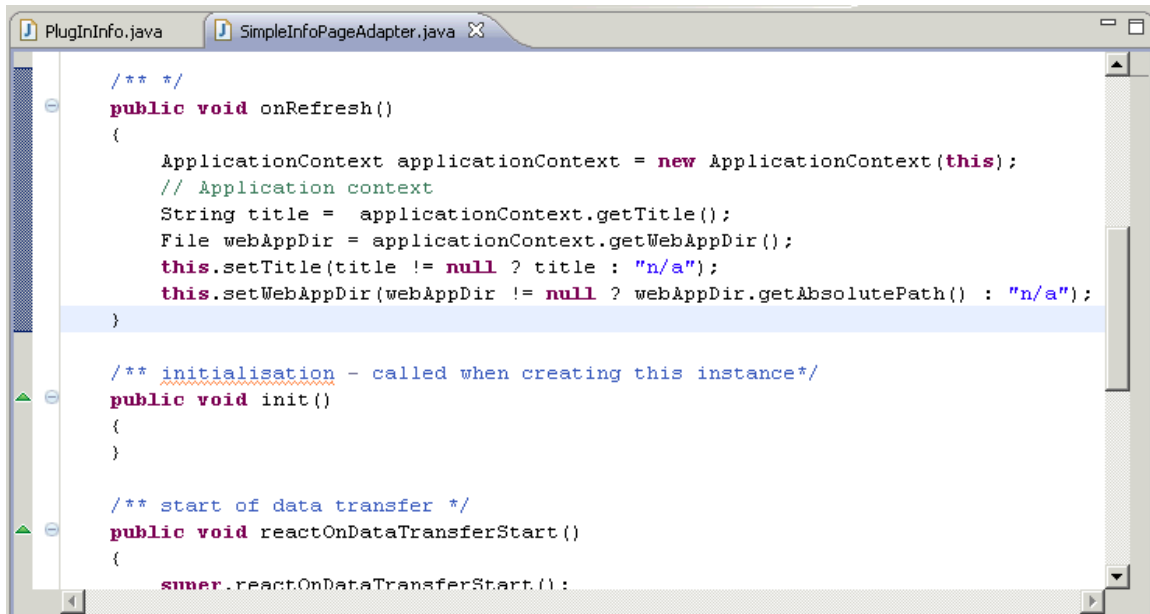 PlugInInfo.java SimpleInfoPageAdapter.java
/** */
public void onRefresh()
{
ApplicationContext applicationContext = new ApplicationContext(this);
// Application context
String title =  applicationContext.getTitle();
File webAppDir = applicationContext.getWebAppDir();
this.setTitle(title != null ? title : "n/a");
this.setWebAppDir(webAppDir != null ? webAppDir.getAbsolutePath() : "n/a");
}
/** initialisation - called when creating this instance*/
public void init()
{
}
/** start of data transfer */
public void reactOnDataTransferStart()
{
super.reactOnDataTransferStart();